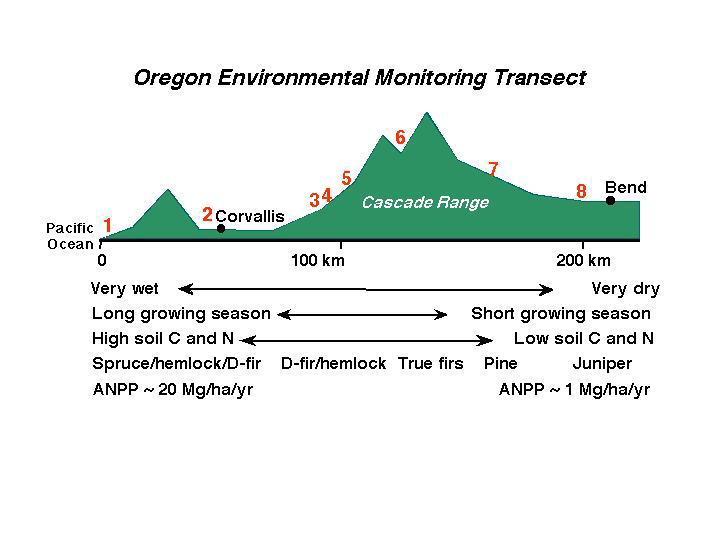 Oregon Environmental Monitoring Transect
6
7
5
8 Bend
3 4
Cascade Range
2 Corvallis
Pacific
Ocean
1
0 100 km 200 km
Very wet Very dry
Long growing season Short growing season
High soil C and N Low soil C and N
Spruce/hemlock/D-fir D-fir/hemlock True firs Pine Juniper
ANPP ~ 20 Mg/ha/yr ANPP ~ 1 Mg/ha/yr